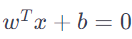 $w^T x + b = 0$